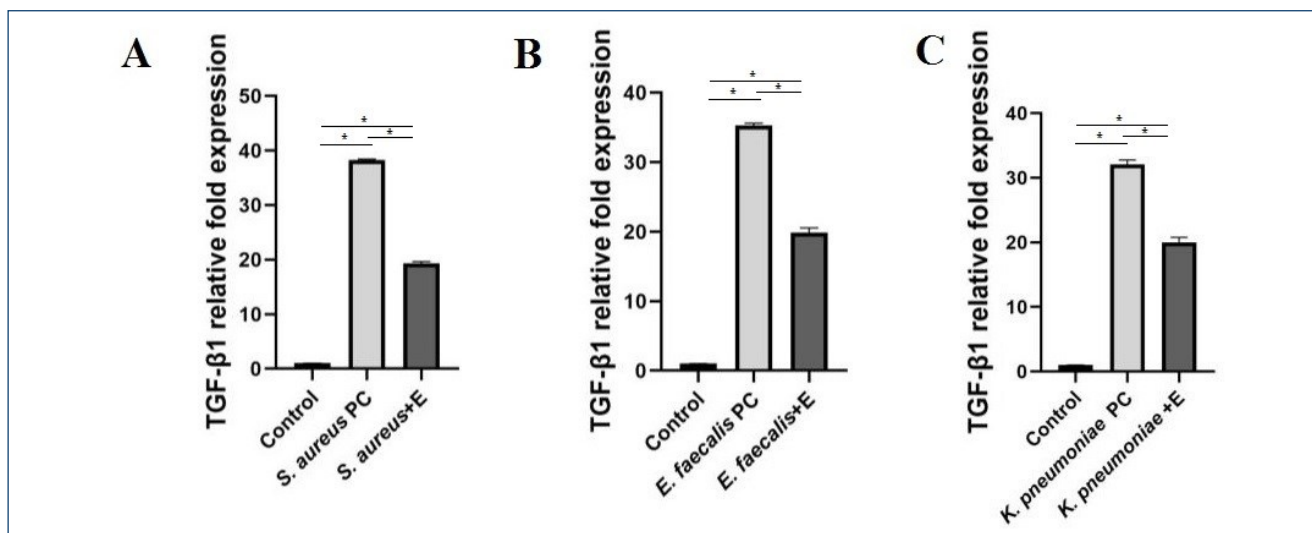 A
TGF-β1 relative fold expression
50
40
30
20
10
0
*
*
*
Control
S. aureus PC
S. aureus+E
B
TGF-β1 relative fold expression
40
30
20
10
0
*
*
*
Control
E. faecalis PC
E. faecalis+E
C
TGF-β1 relative fold expression
40
30
20
10
0
*
*
*
Control
K. pneumoniae PC
K. pneumoniae +E